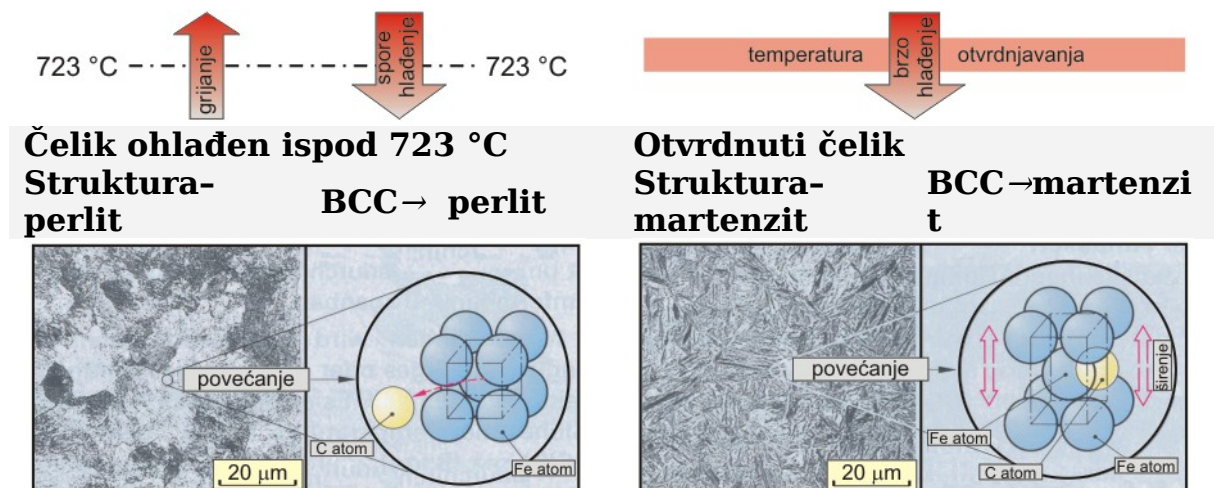 723 °C
grijanje
spore
hlađenje
723 °C
temperatura
brzo
hlađenje
otvrdnjavanja
Čelik ohlađen ispod 723 °C
Struktura–
perlit
BCC→ perlit
Otvrdnuti čelik
Struktura–
martenzit
BCC→martenzi
t
povećanje
C atom
Fe atom
20 µm
povećanje
širenje
Fe atom
C atom
Fe atom
20 µm